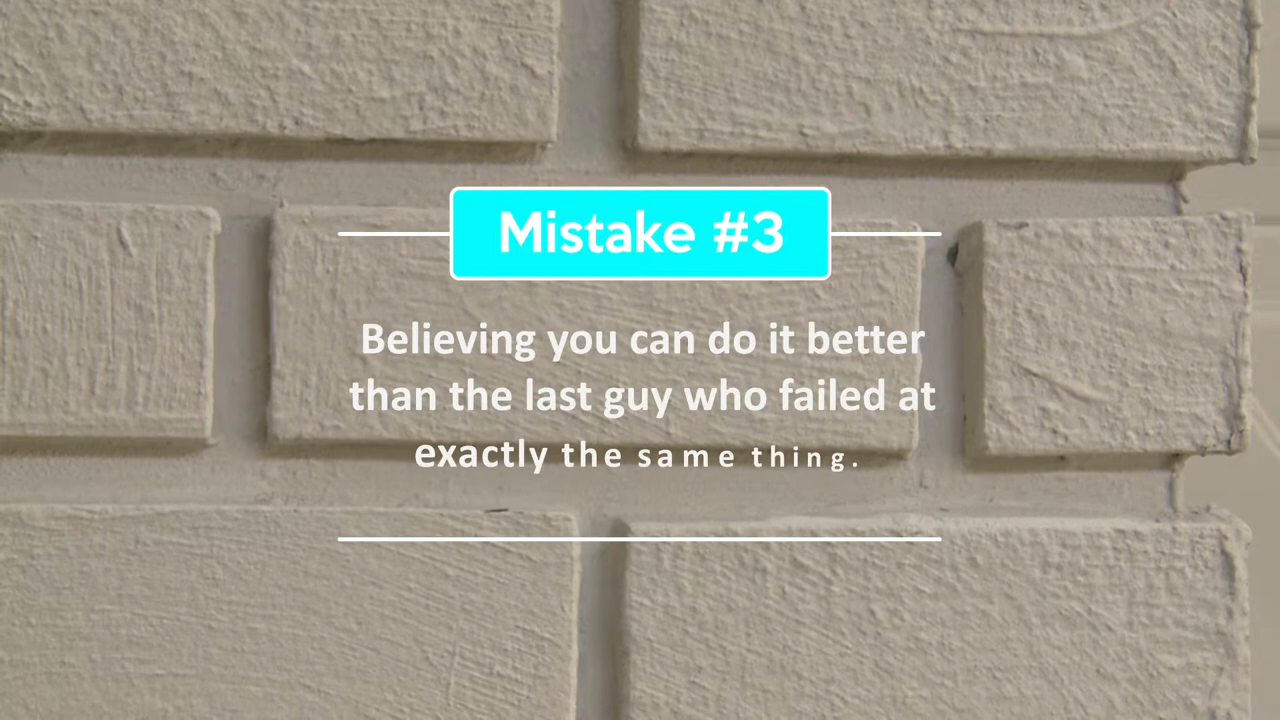 Mistake #3
Believing you can do it better
than the last guy who failed at
exactly the same thing.